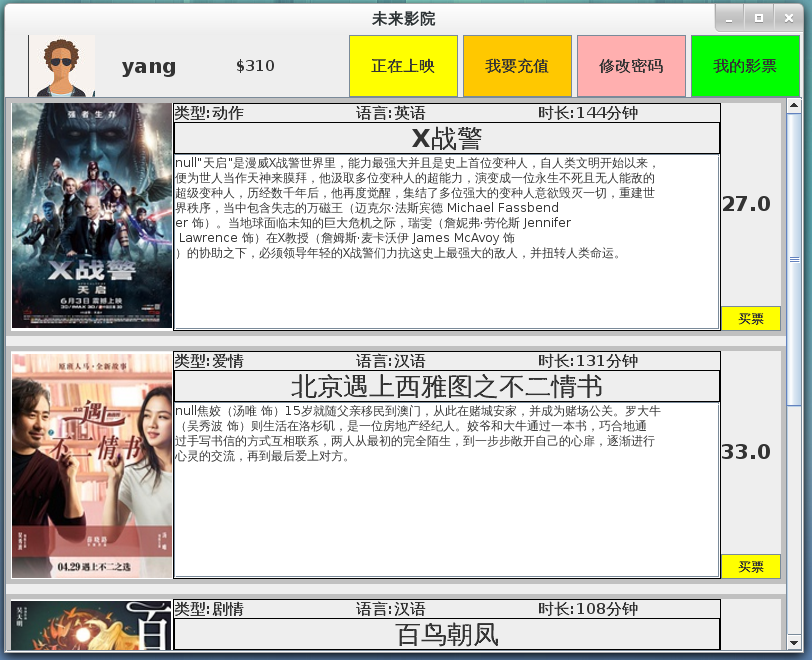 未来影院
yang
$310
正在上映
我要充值
修改密码
我的影票
强者生存
X战警
天启
6月3日 震撼上映
类型:动作
语言:英语
时长:144分钟
X战警
null"天启"是漫威X战警世界里，能力最强大并且是史上首位变种人，自人类文明开始以来，
便为世人当作天神来膜拜，他汲取多位变种人的超能力，演变成一位永生不死且无人能敌的
超级变种人，历经数千年后，他再度觉醒，集结了多位强大的变种人意欲毁灭一切，重建世
界秩序，当中包含失志的万磁王（迈克尔·法斯宾德 Michael Fassbend
er 饰）。当地球面临未知的巨大危机之际，瑞雯（詹妮弗·劳伦斯 Jennifer
Lawrence 饰）在X教授（詹姆斯·麦卡沃伊 James McAvoy 饰
）的协助之下，必须领导年轻的X战警们力抗这史上最强大的敌人，并扭转人类命运。
27.0
买票
原班人马·全新故事
遇上
不二情书
04.29 遇上不二之选
类型:爱情
语言:汉语
时长:131分钟
北京遇上西雅图之不二情书
null焦姣（汤唯 饰）15岁就随父亲移民到澳门，从此在赌城安家，并成为赌场公关。罗大牛
（吴秀波 饰）则生活在洛杉矶，是一位房地产经纪人。姣爷和大牛通过一本书，巧合地通
过手写书信的方式互相联系，两人从最初的完全陌生，到一步步敞开自己的心扉，逐渐进行
心灵的交流，再到最后爱上对方。
33.0
买票
吴天明
百
类型:剧情
语言:汉语
时长:108分钟
百鸟朝凤